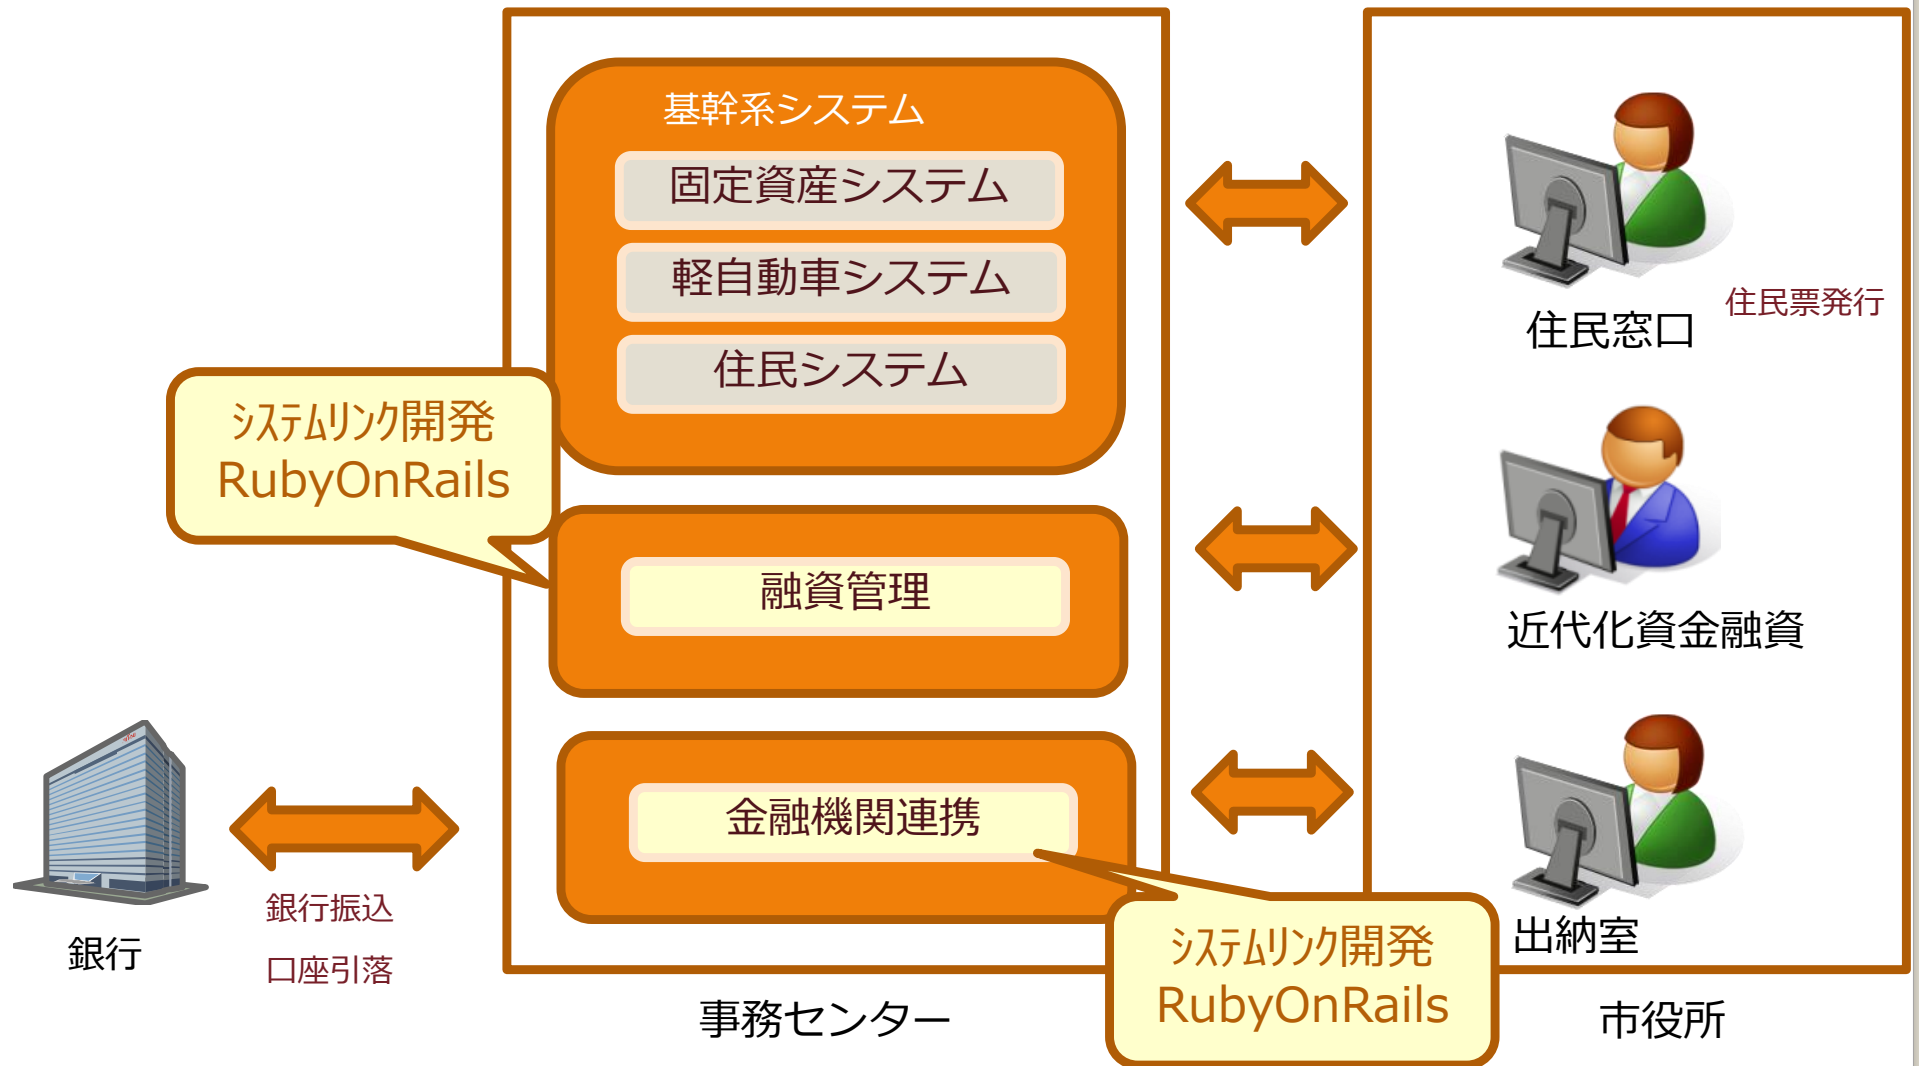 基幹系システム
固定資産システム
軽自動車システム
住民システム
ｼｽﾃﾑﾘﾝｸ開発
RubyOnRails
融資管理
金融機関連携
ｼｽﾃﾑﾘﾝｸ開発
RubyOnRails
銀行
銀行振込
口座引落
事務センター
住民窓口
住民票発行
近代化資金融資
出納室
市役所